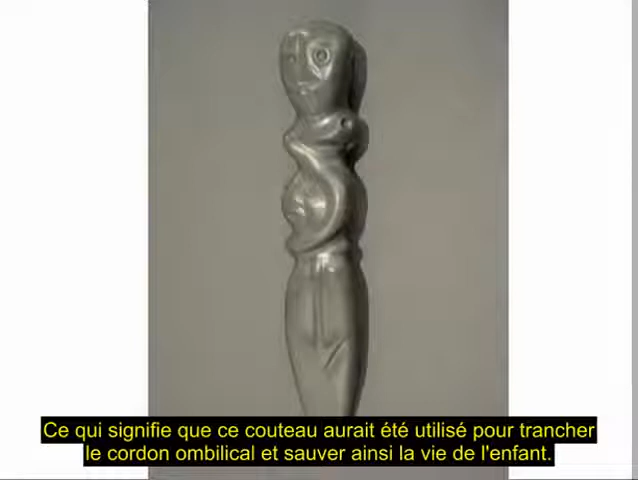 Ce qui signifie que ce couteau aurait été utilisé pour trancher
le cordon ombilical et sauver ainsi la vie de l'enfant.